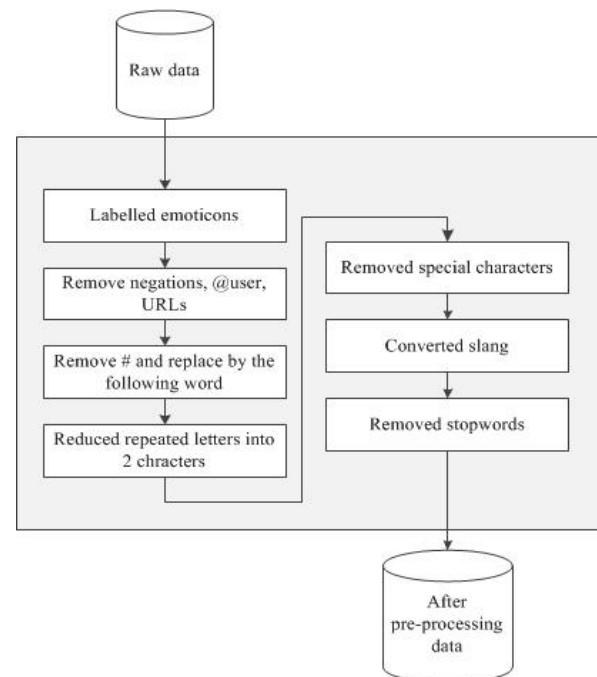 Raw data
Labelled emoticons
Remove negations, @user,
URLs
Remove # and replace by the
following word
Reduced repeated letters into
2 chracters
Removed special characters
Converted slang
Removed stopwords
After
pre-processing
data